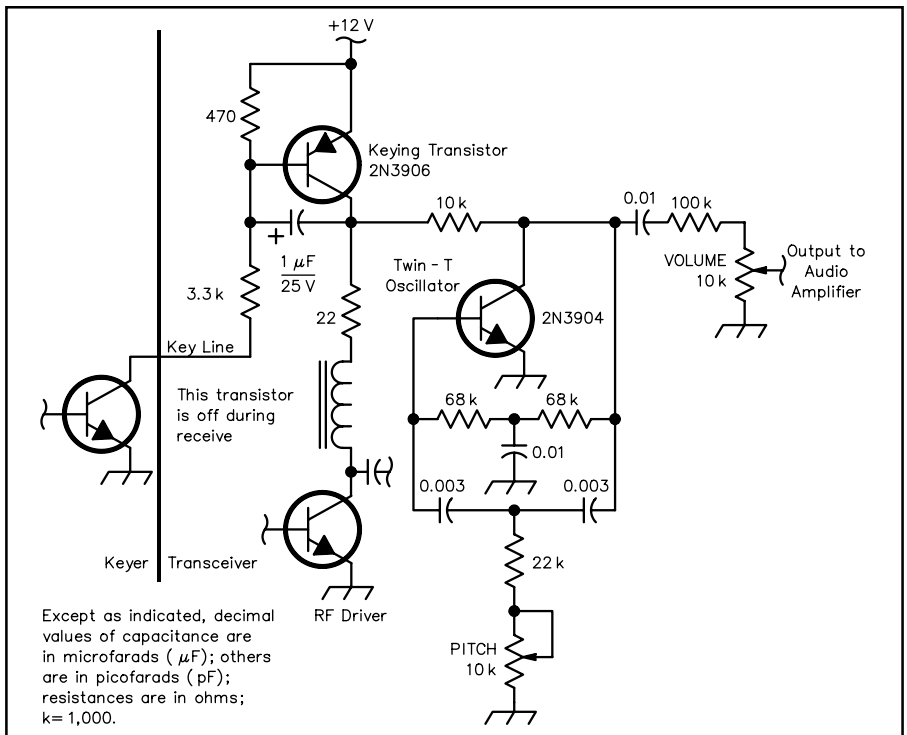 +12 V
470
Keying Transistor
2N3906
10 k
0.01
100 k
+
1 µF
25 V
Twin - T
Oscillator
VOLUME
10 k
Output to
Audio
Amplifier
3.3 k
22
2N3904
Key Line
This transistor
is off during
receive
68 k
68 k
0.01
0.003
0.003
Keyer
Transceiver
22 k
RF Driver
PITCH
10 k
Except as indicated, decimal
values of capacitance are
in microfarads ( µF); others
are in picofarads ( pF);
resistances are in ohms;
k= 1,000.